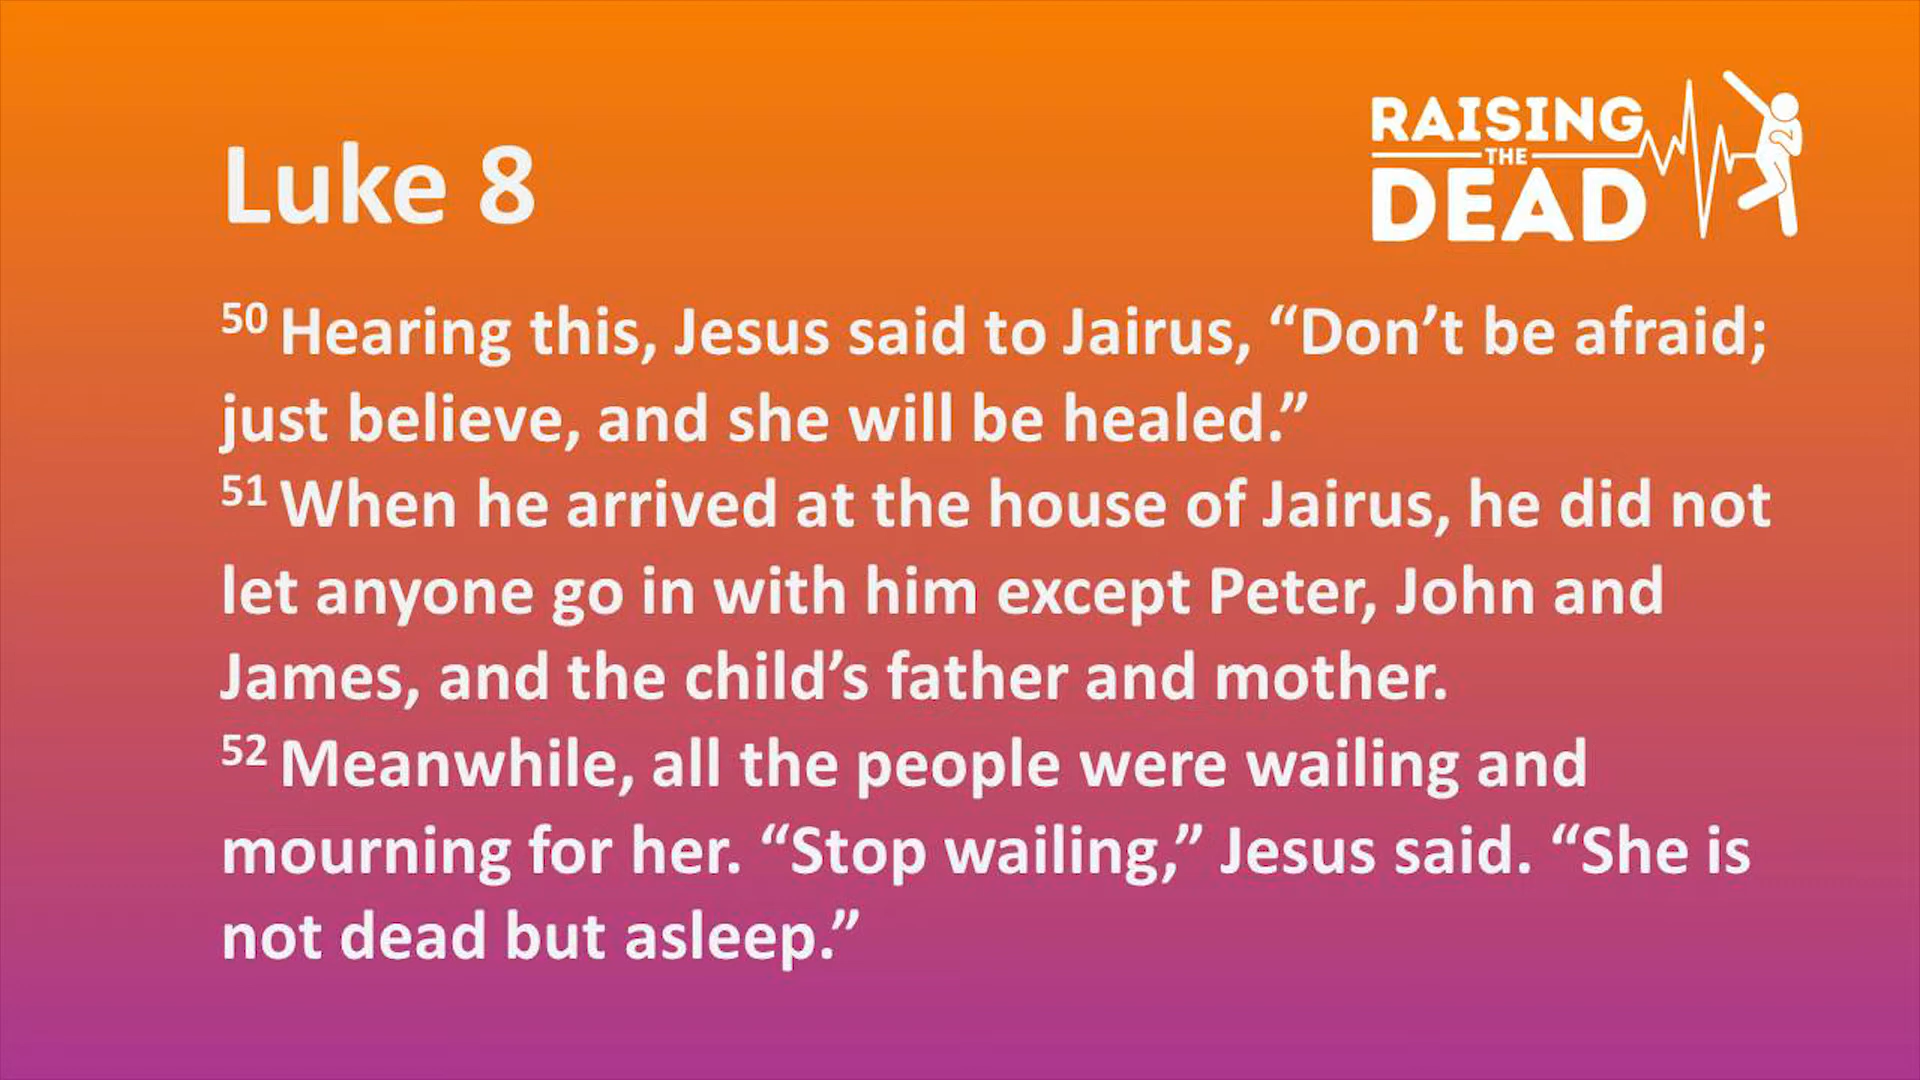 Luke 8
RAISING
THE
DEAD
50 Hearing this, Jesus said to Jairus, “Don’t be afraid;
just believe, and she will be healed.”
51 When he arrived at the house of Jairus, he did not
let anyone go in with him except Peter, John and
James, and the child’s father and mother.
52 Meanwhile, all the people were wailing and
mourning for her. “Stop wailing,” Jesus said. “She is
not dead but asleep.”